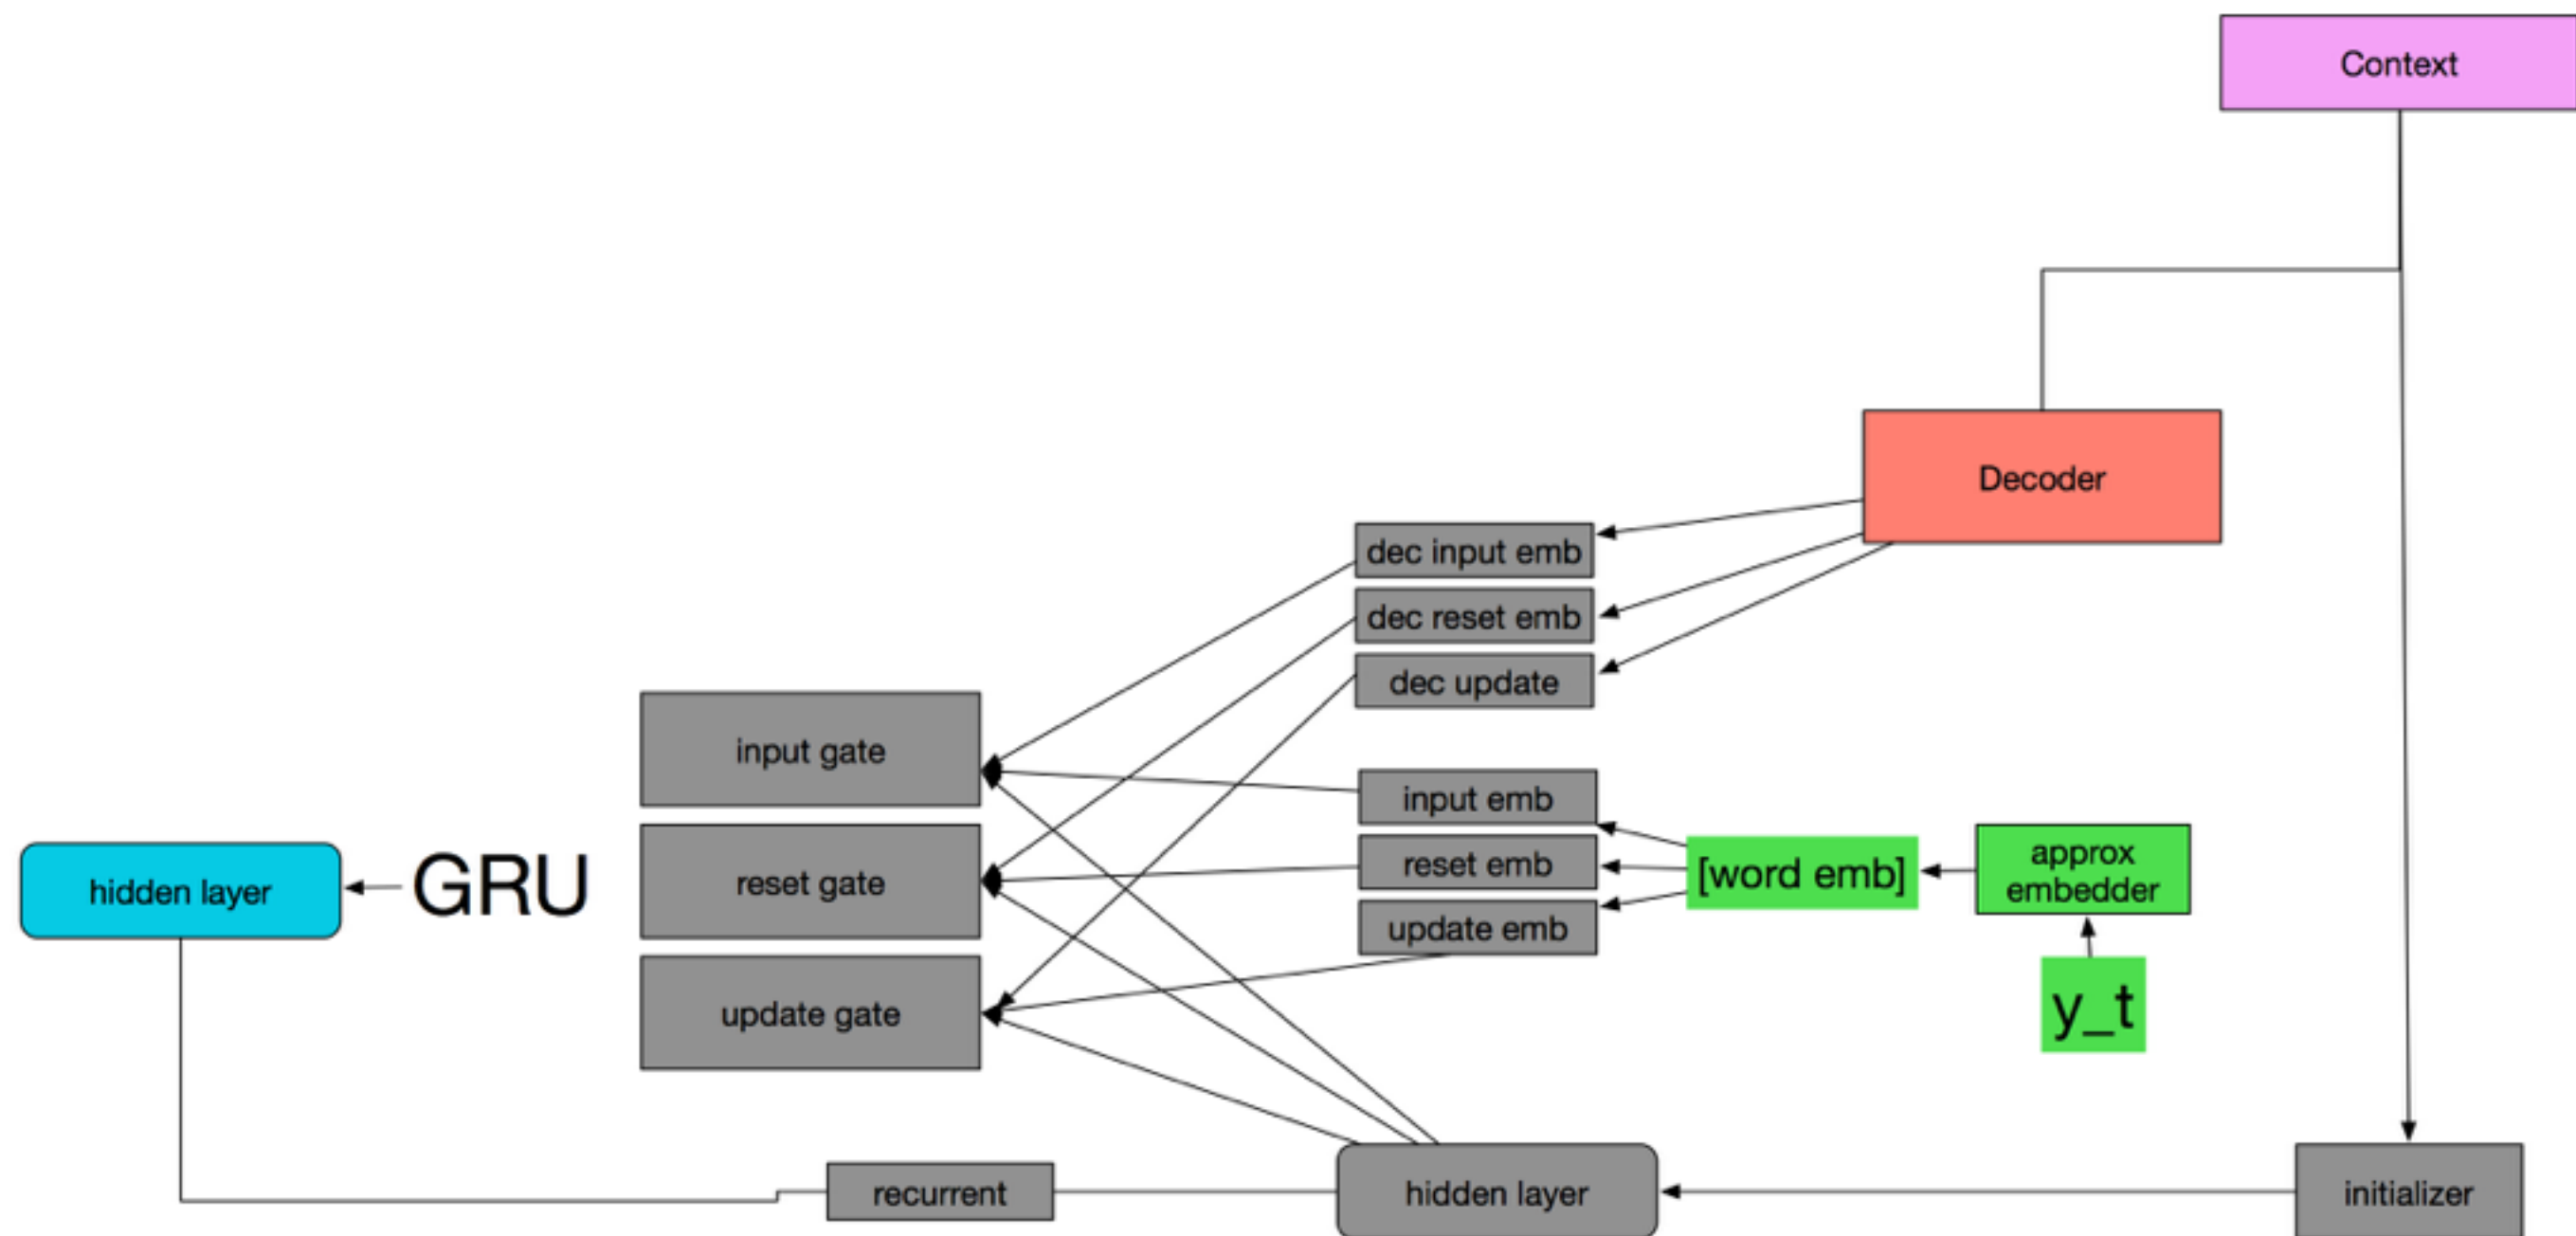 Context
Decoder
dec input emb
dec reset emb
dec update
input gate
input emb
reset gate
reset emb
[word emb]
approx
embedder
hidden layer
GRU
update emb
update gate
y_t
recurrent
hidden layer
initializer